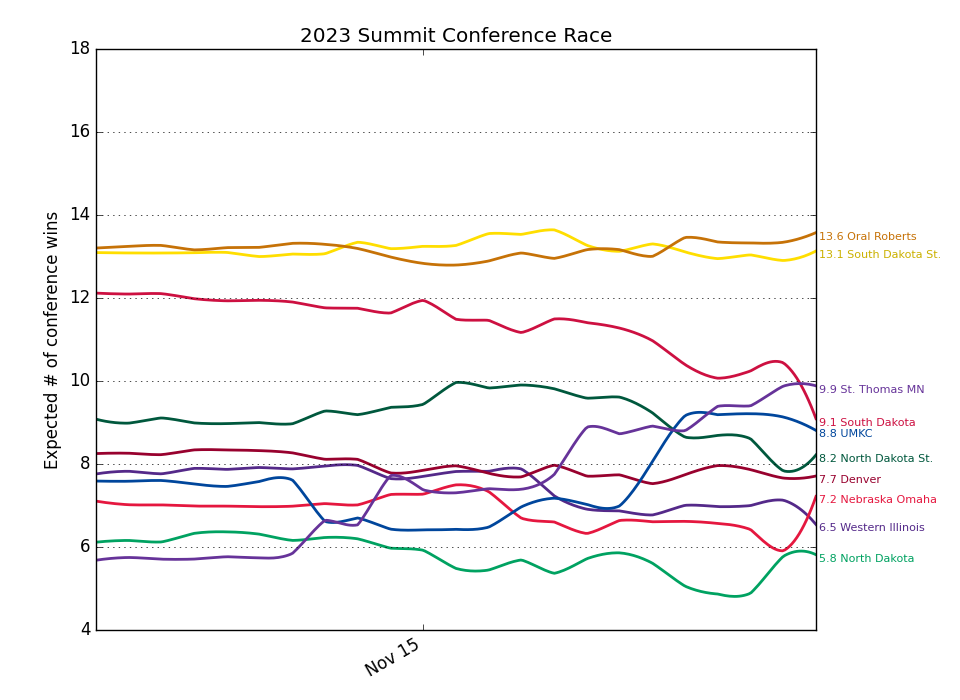 2023 Summit Conference Race
Expected # of conference wins
18
16
14
12
10
8
6
4
Nov 15
13.6 Oral Roberts
13.1 South Dakota St.
9.9 St. Thomas MN
9.1 South Dakota
8.8 UMKC
8.2 North Dakota St.
7.7 Denver
7.2 Nebraska Omaha
6.5 Western Illinois
5.8 North Dakota